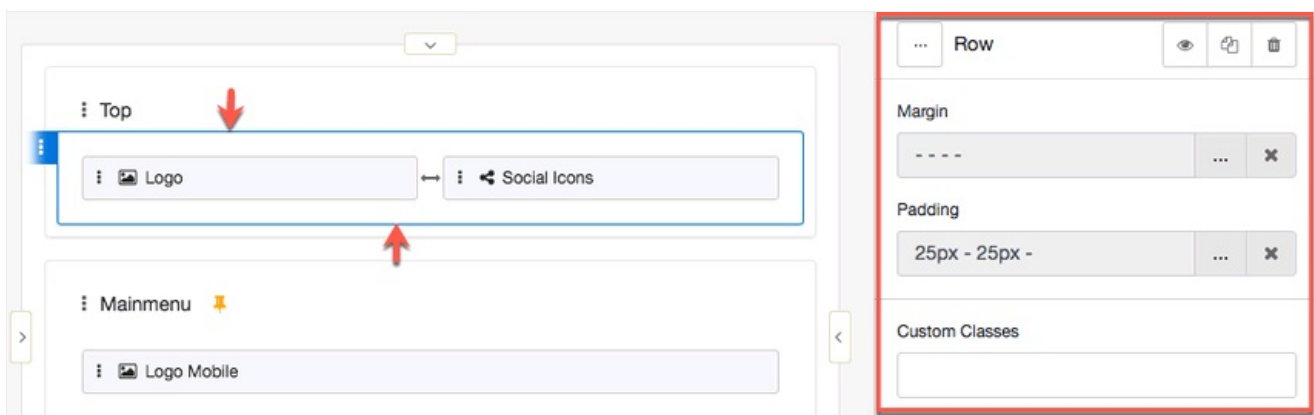 Top
Logo
Social Icons
Mainmenu
Logo Mobile
... Row
Margin
- - - - ...
Padding
25px - 25px - ...
Custom Classes